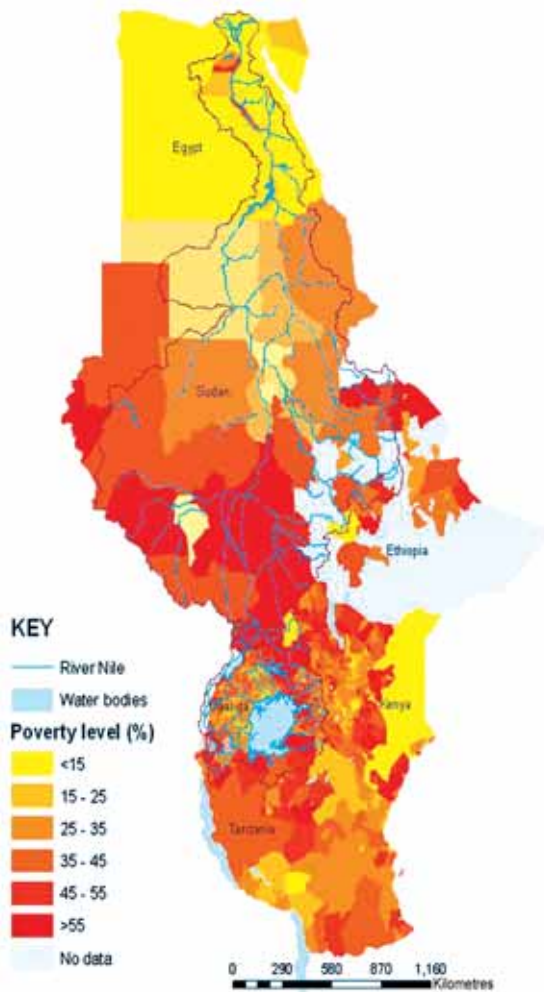 Egypt
Sudan
Ethiopia
Tanzania
KEY
River Nile
Water bodies
Poverty level (%)
<15
15 - 25
25 - 35
35 - 45
45 - 55
>55
No data
0 290 580 870 1,160
Kilometres